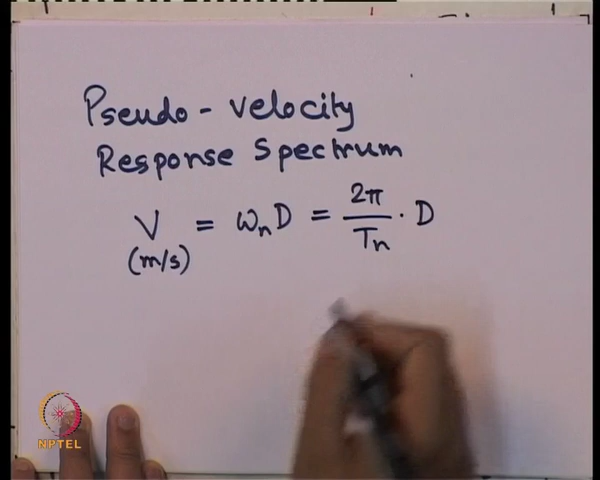 Pseudo - Velocity
Response Spectrum
V = ωnD = 2π/Tn · D
(m/s)
NPTEL